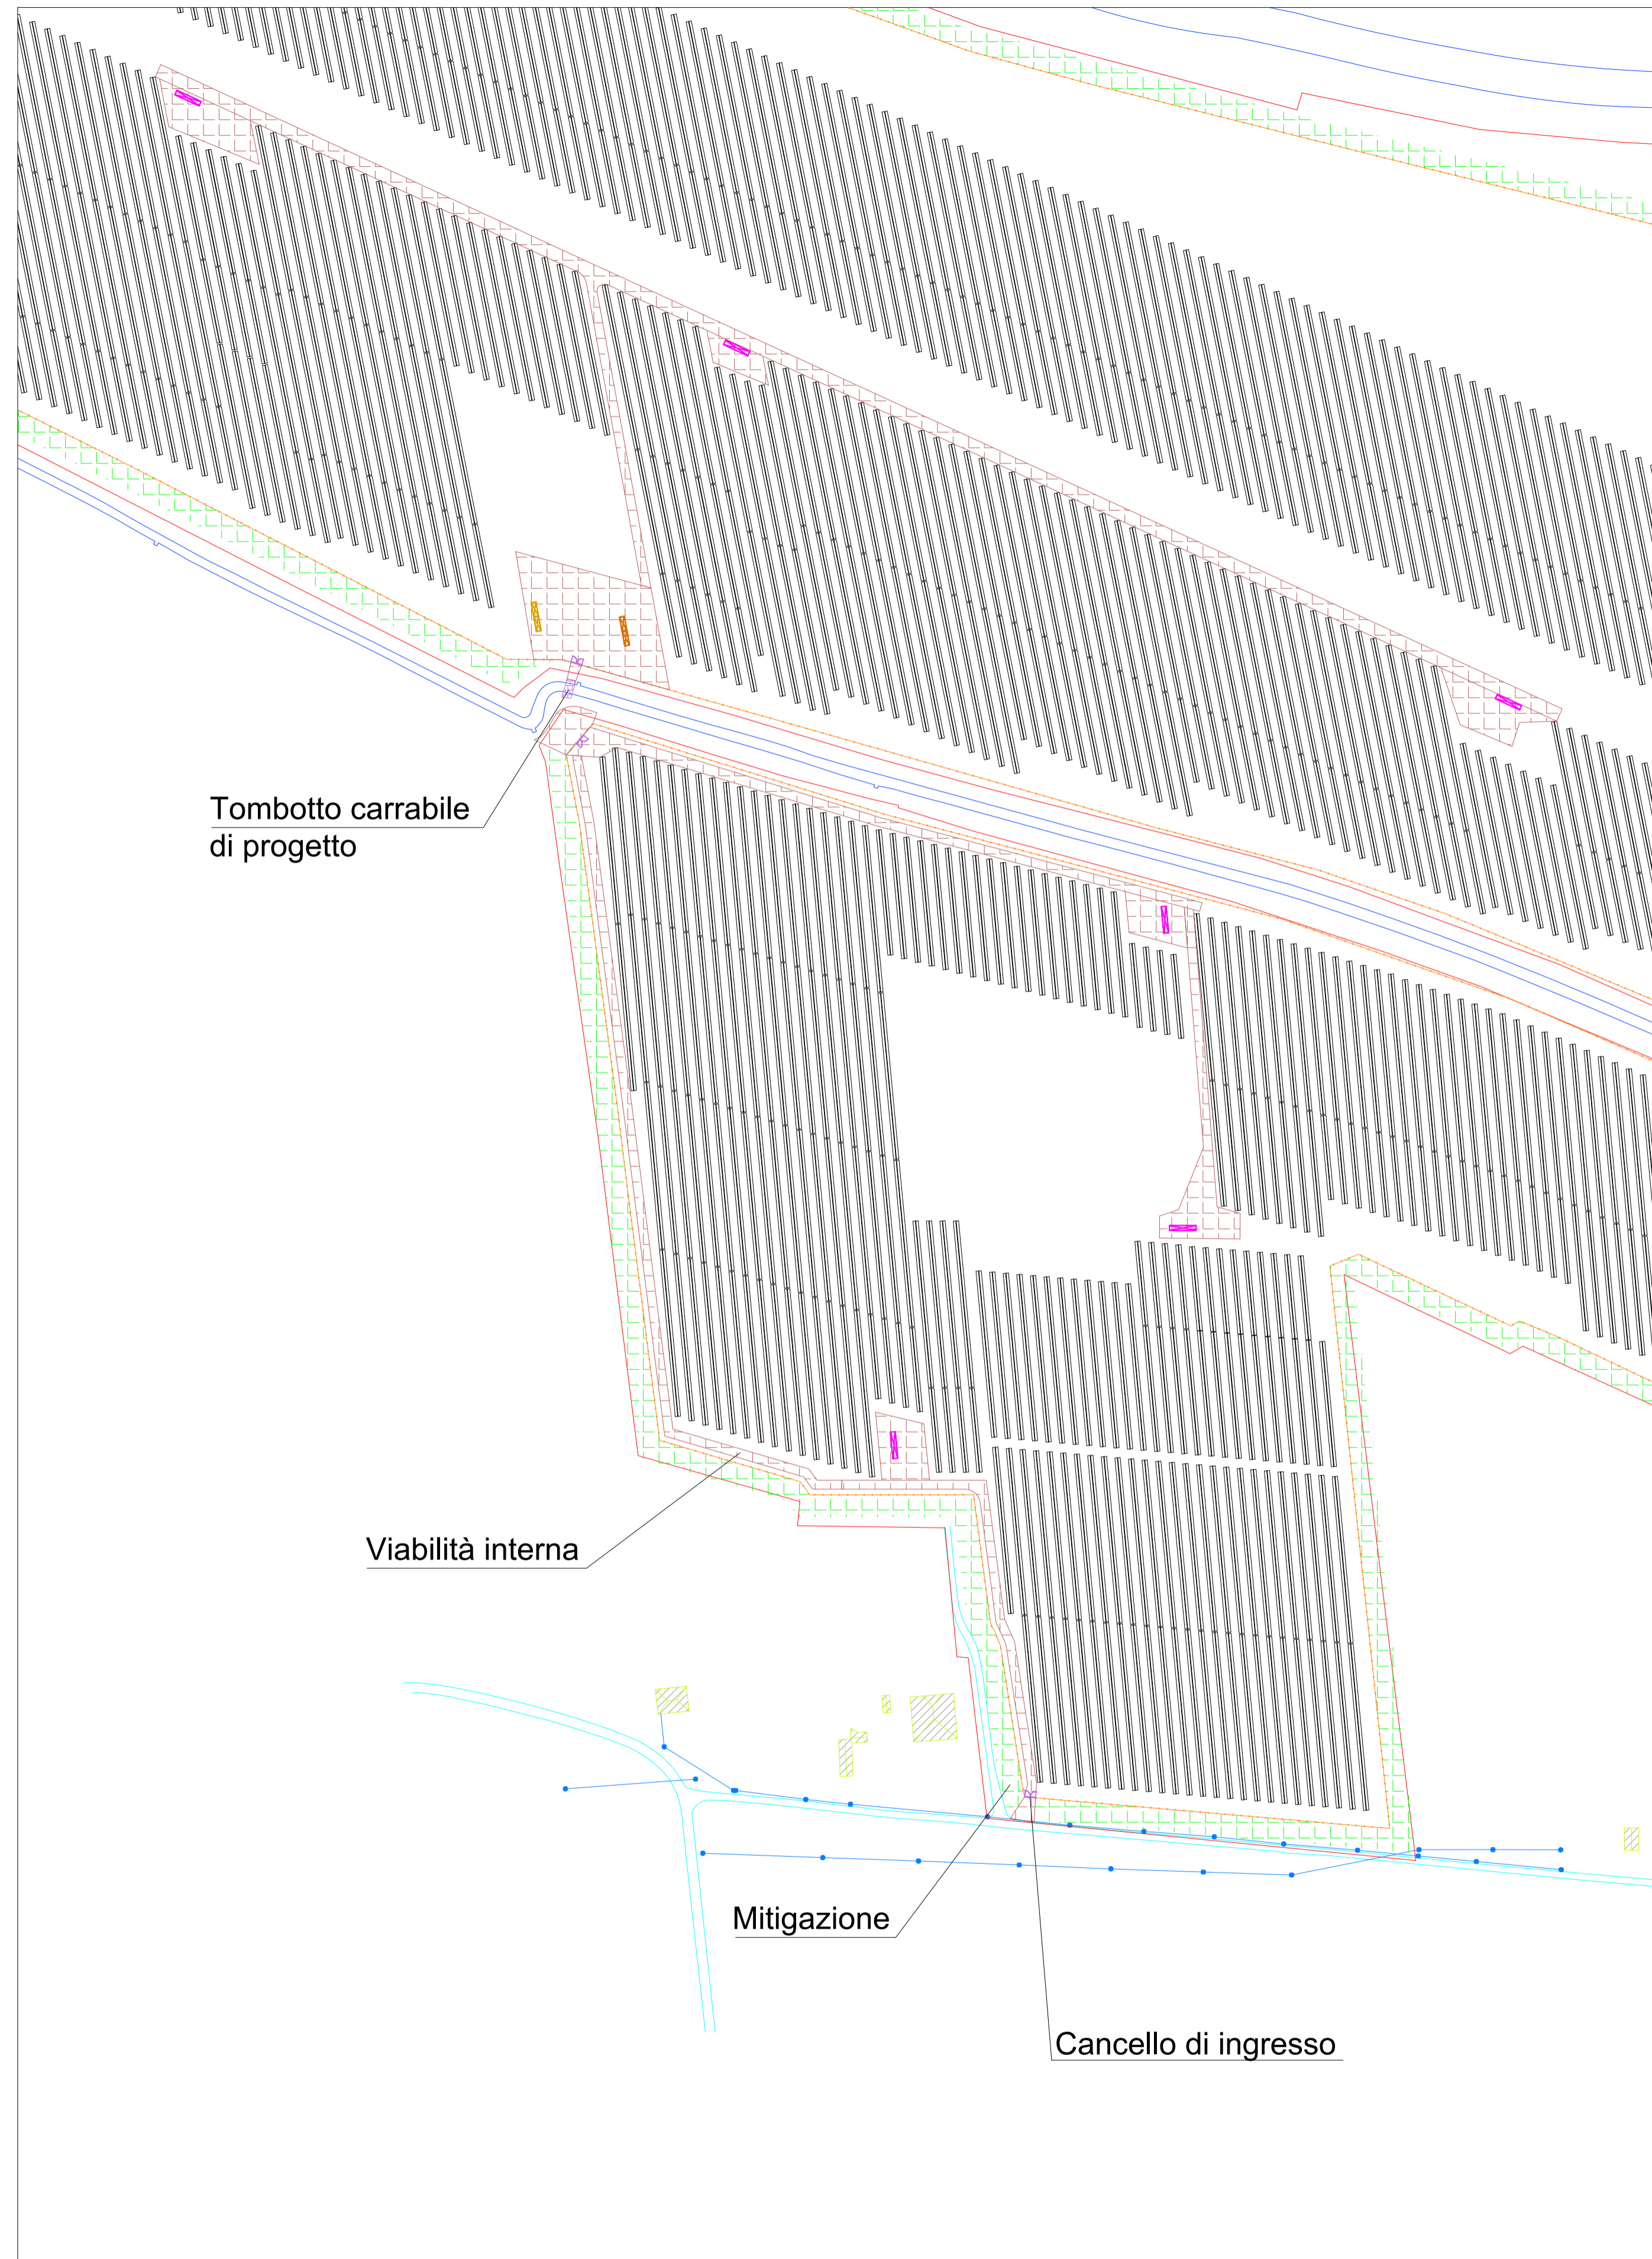 Tombotto carrabile
di progetto
Viabilità interna
Mitigazione
Cancello di ingresso